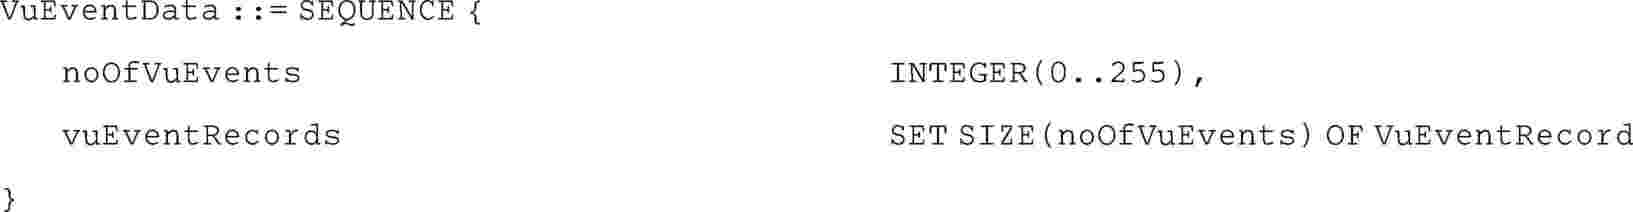 VuEventData ::= SEQUENCE {
noOfVuEvents INTEGER(0..255),
vuEventRecords SET SIZE(noOfVuEvents) OF VuEventRecord
}